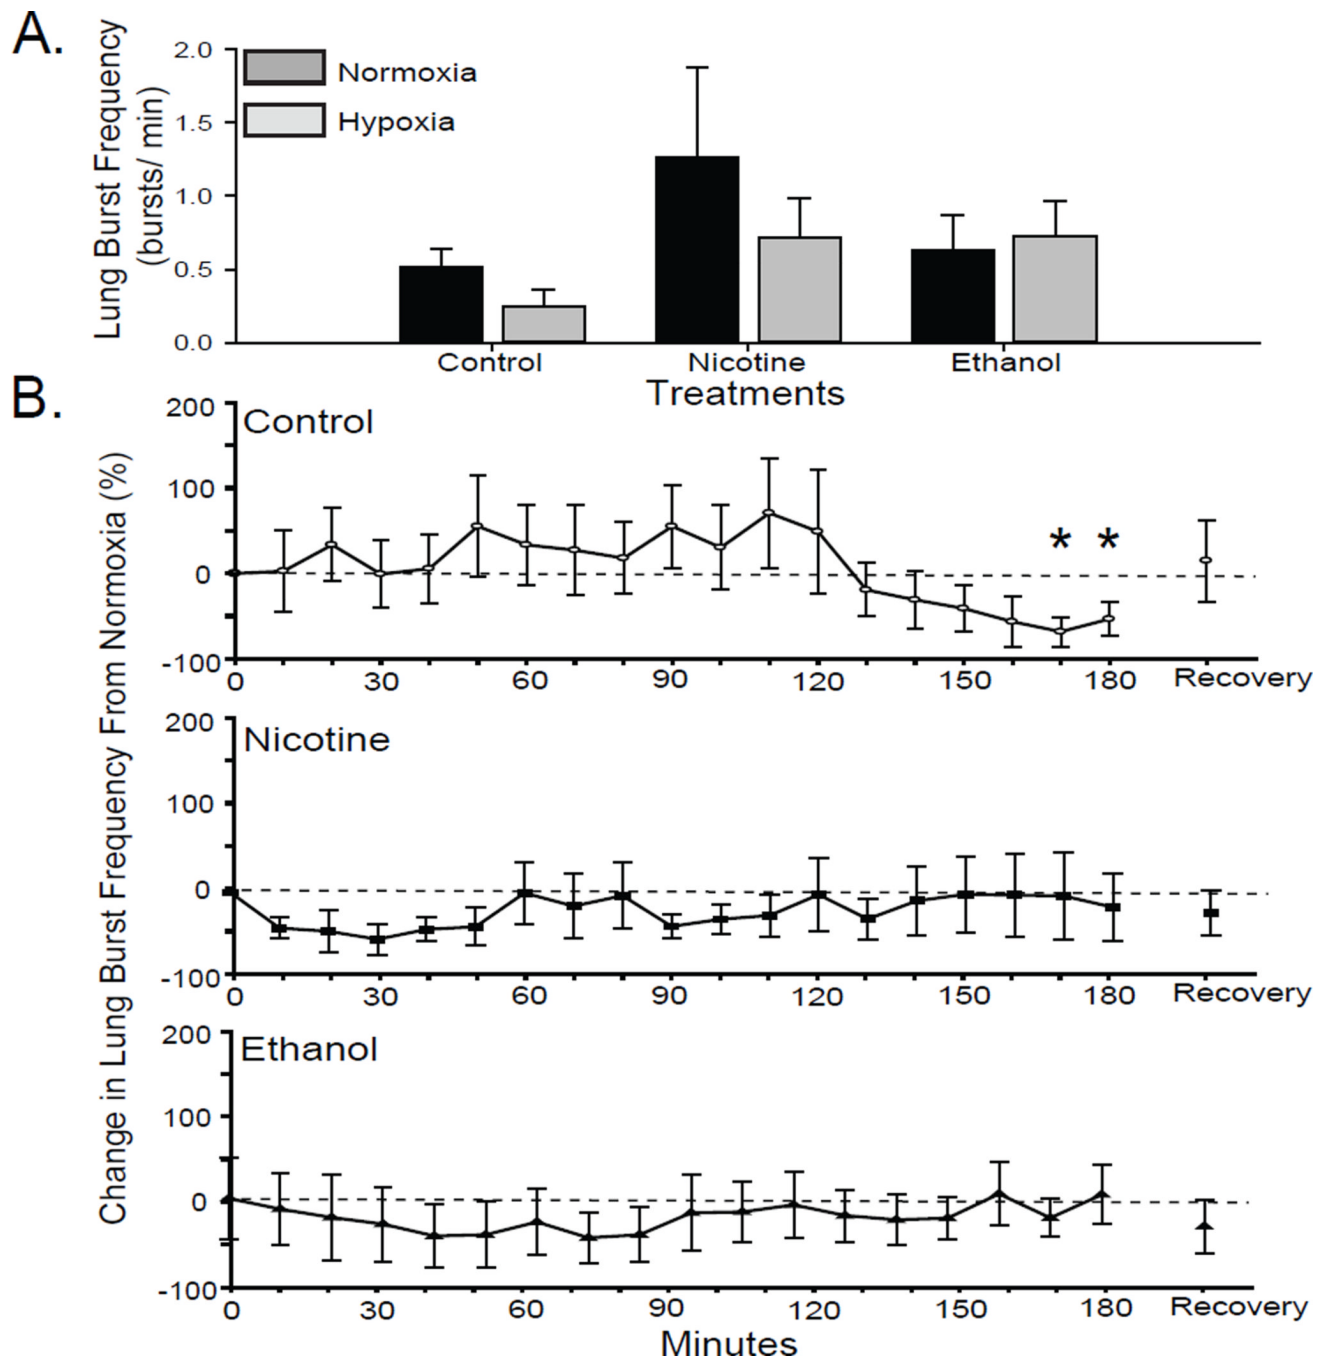 A.
Lung Burst Frequency
(bursts/ min)
2.0
1.5
1.0
0.5
0.0
Normoxia
Hypoxia
Control Nicotine Ethanol
Treatments
B.
Change in Lung Burst Frequency From Normoxia (%)
Control
200
100
0
-100
* *
0 30 60 90 120 150 180 Recovery
Nicotine
200
100
0
-100
0 30 60 90 120 150 180 Recovery
Ethanol
200
100
0
-100
0 30 60 90 120 150 180 Recovery
Minutes